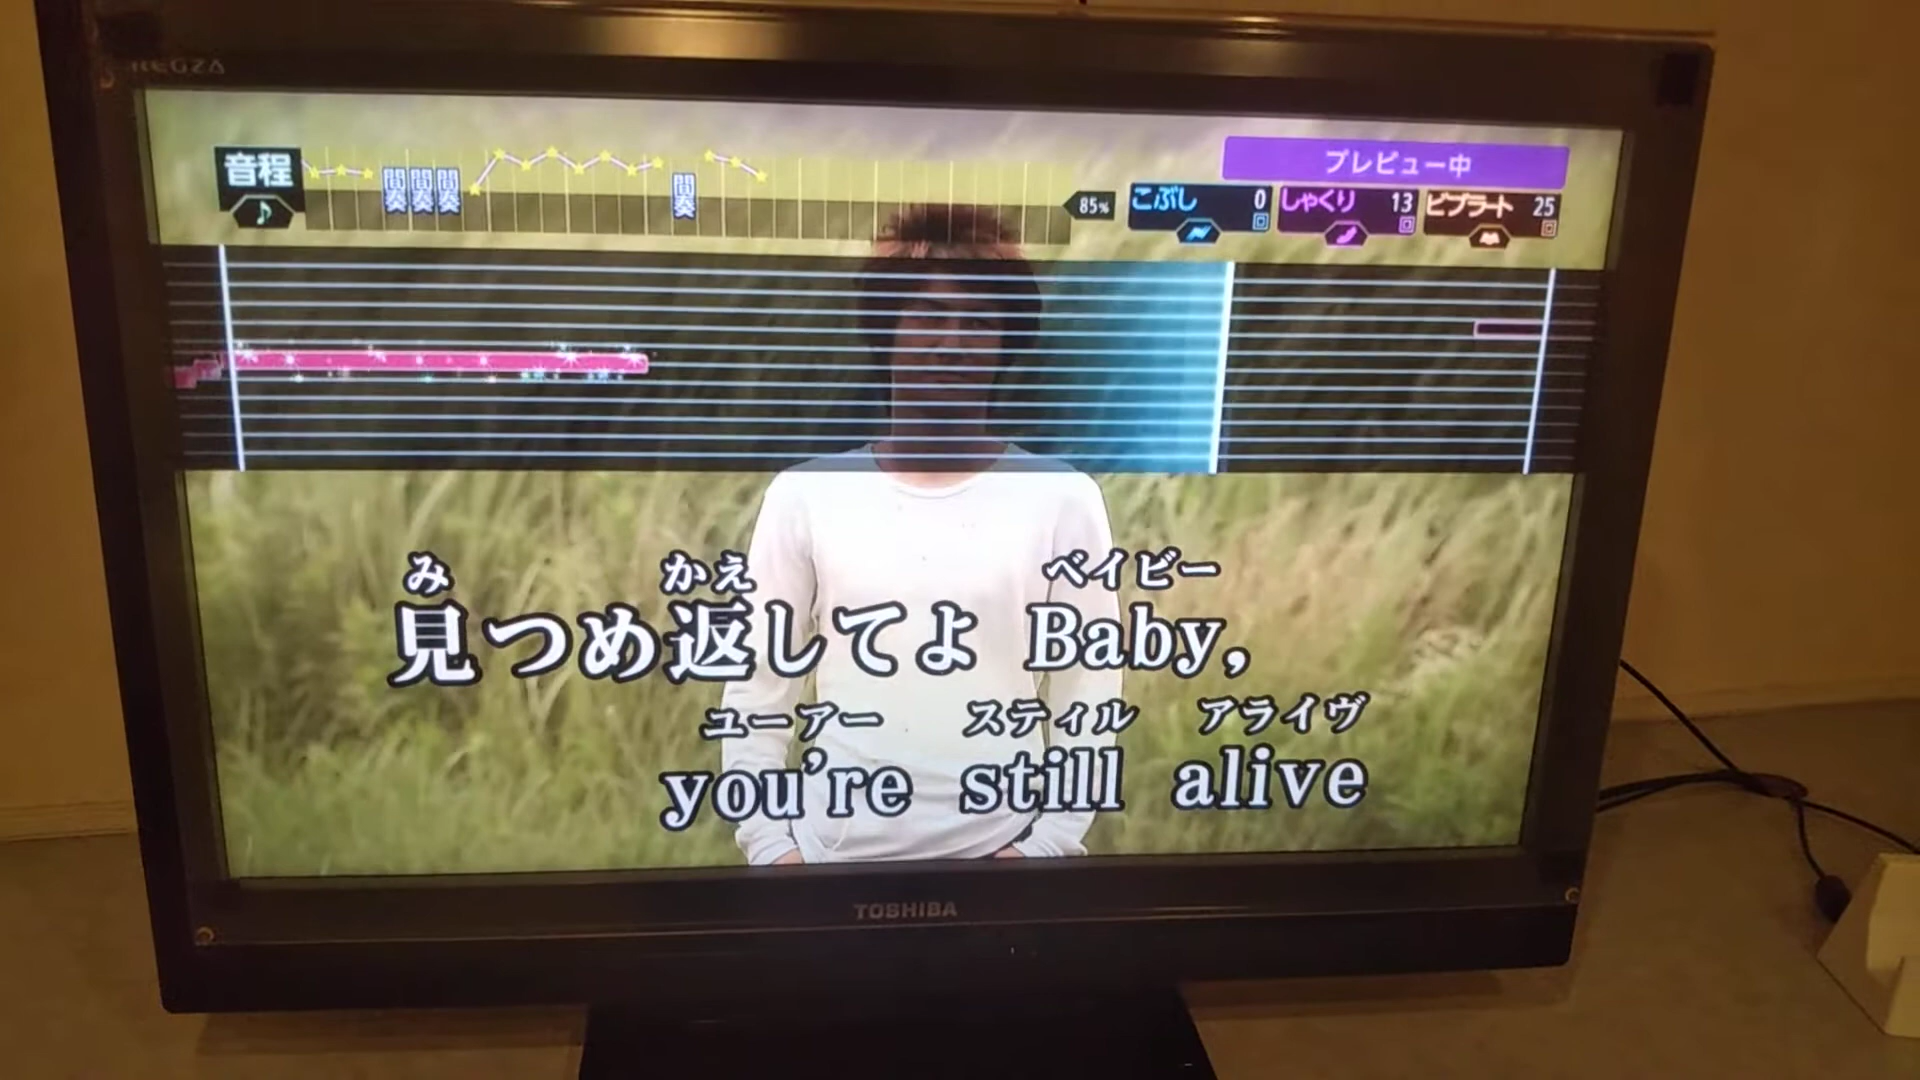 REGZA
音程
間奏 間奏 間奏 間奏
85%
プレビュー中
こぶし 0 回
しゃくり 13 回
ビブラート 25 回
み かえ ベイビー
見つめ返してよ Baby,
ユーアー スティル アライヴ
you're still alive
TOSHIBA